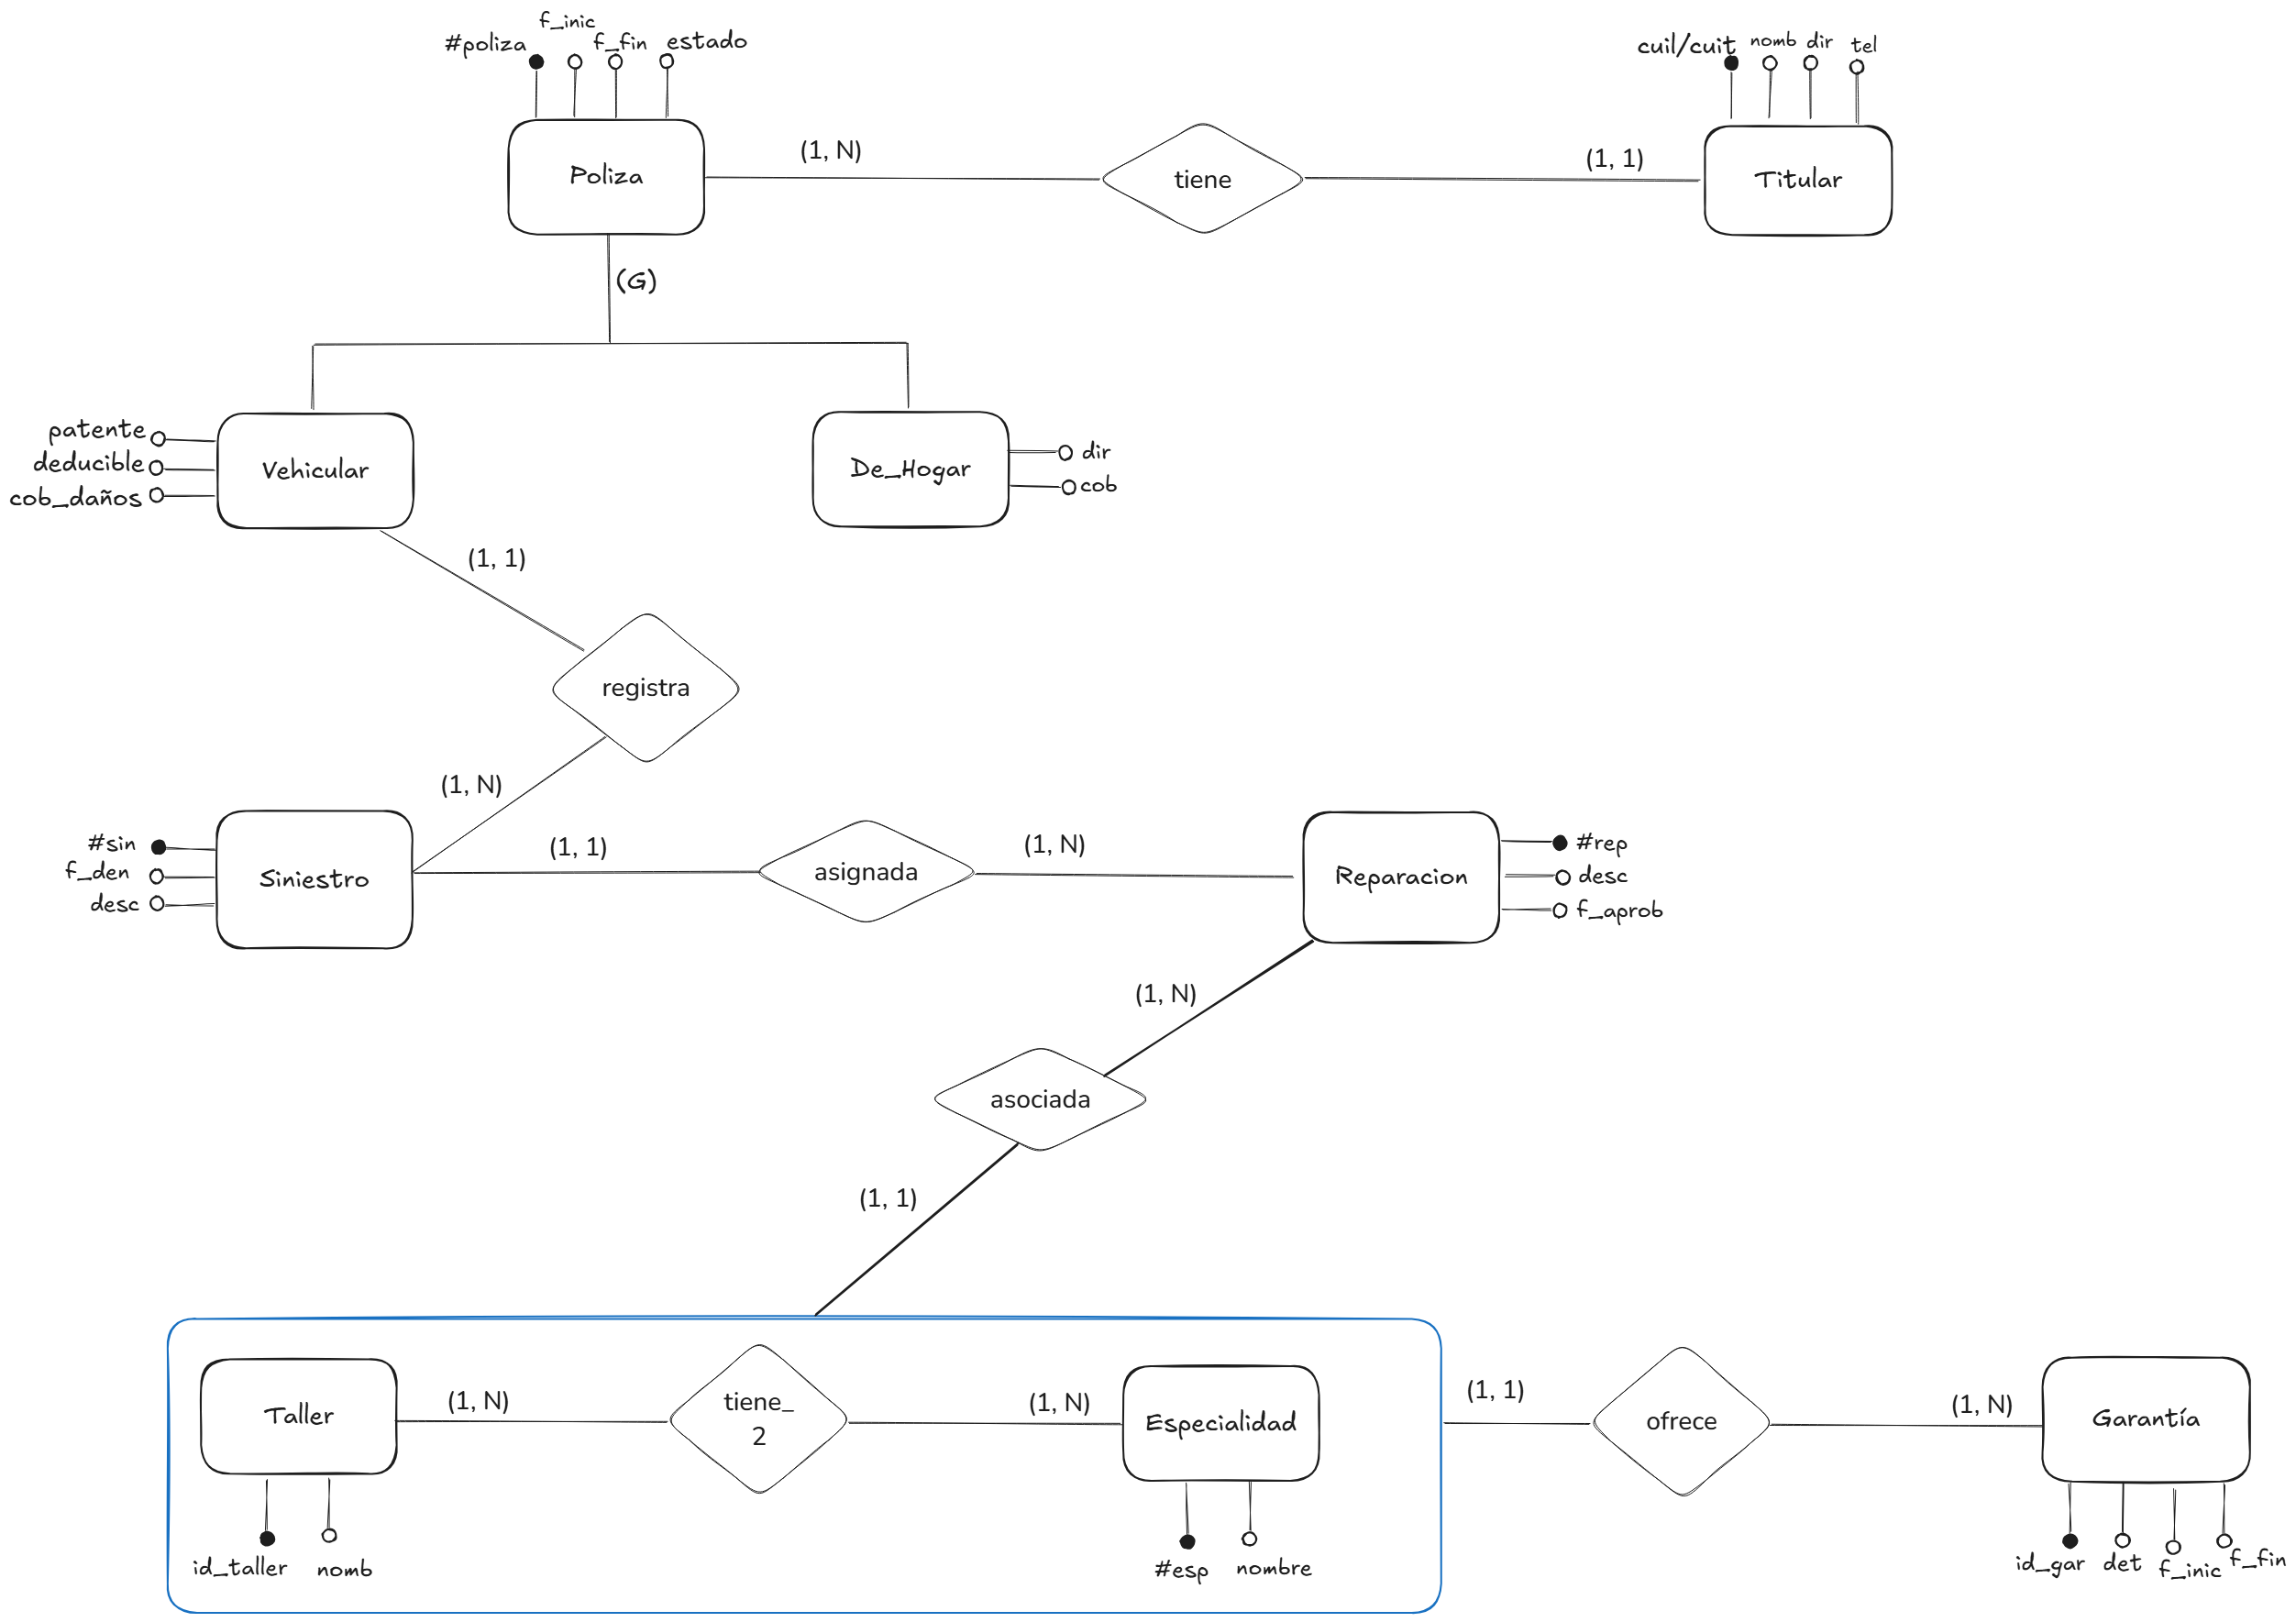 f_inic
#poliza
f_fin
estado
cuil/cuit
nomb
dir
tel
Poliza
(1, N)
tiene
(1, 1)
Titular
(G)
patente
deducible
cob_daños
Vehicular
De_Hogar
dir
cob
(1, 1)
registra
(1, N)
#sin
f_den
desc
Siniestro
(1, 1)
asignada
(1, N)
Reparacion
#rep
desc
f_aprob
(1, N)
asociada
(1, 1)
Taller
(1, N)
tiene_
2
(1, N)
Especialidad
(1, 1)
ofrece
(1, N)
Garantía
id_taller
nomb
#esp
nombre
id_gar
det
f_inic
f_fin